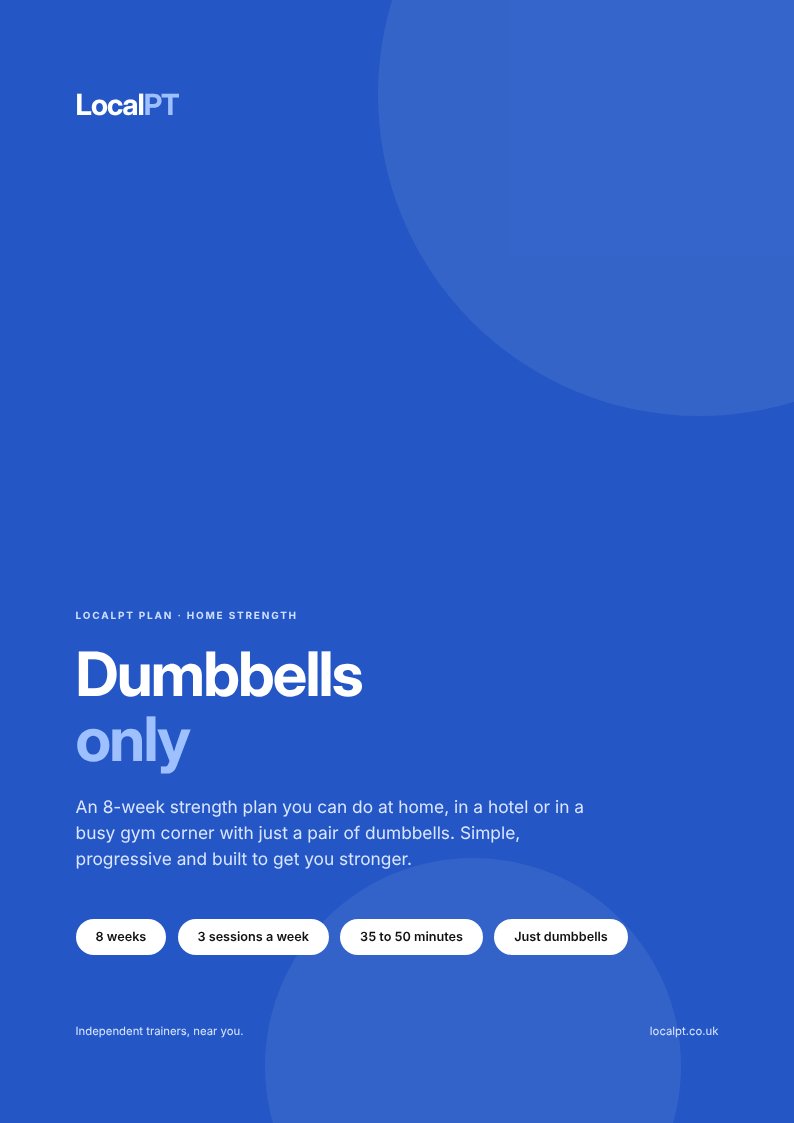 LocalPT
LOCALPT PLAN · HOME STRENGTH
Dumbbells
only
An 8-week strength plan you can do at home, in a hotel or in a
busy gym corner with just a pair of dumbbells. Simple,
progressive and built to get you stronger.
8 weeks
3 sessions a week
35 to 50 minutes
Just dumbbells
Independent trainers, near you.
localpt.co.uk